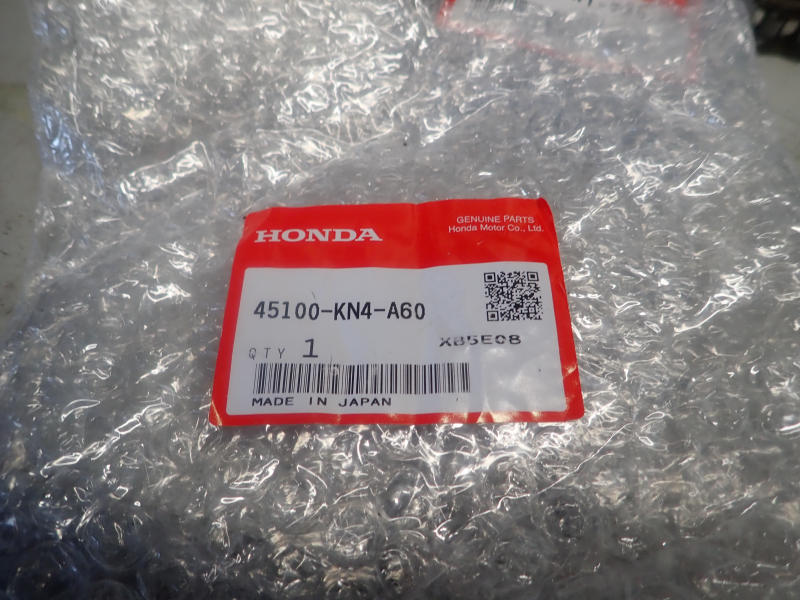 HONDA
GENUINE PARTS
Honda Motor Co., Ltd.
45100-KN4-A60
XB5E08
QTY 1
MADE IN JAPAN